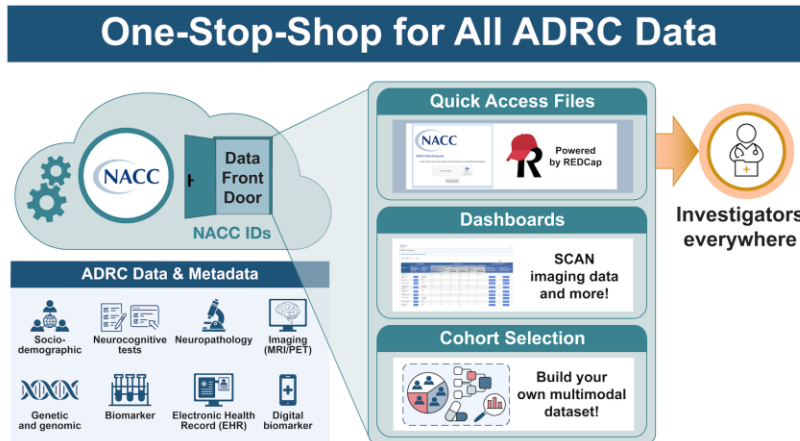 One-Stop-Shop for All ADRC Data
NACC
Data
Front
Door
NACC IDs
ADRC Data & Metadata
Socio-
demographic
Neurocognitive
tests
Neuropathology
Imaging
(MRI/PET)
Genetic
and genomic
Biomarker
Electronic Health
Record (EHR)
Digital
biomarker
Quick Access Files
NACC
R
Powered
by REDCap
Dashboards
SCAN
imaging data
and more!
Cohort Selection
Build your
own multimodal
dataset!
Investigators
everywhere